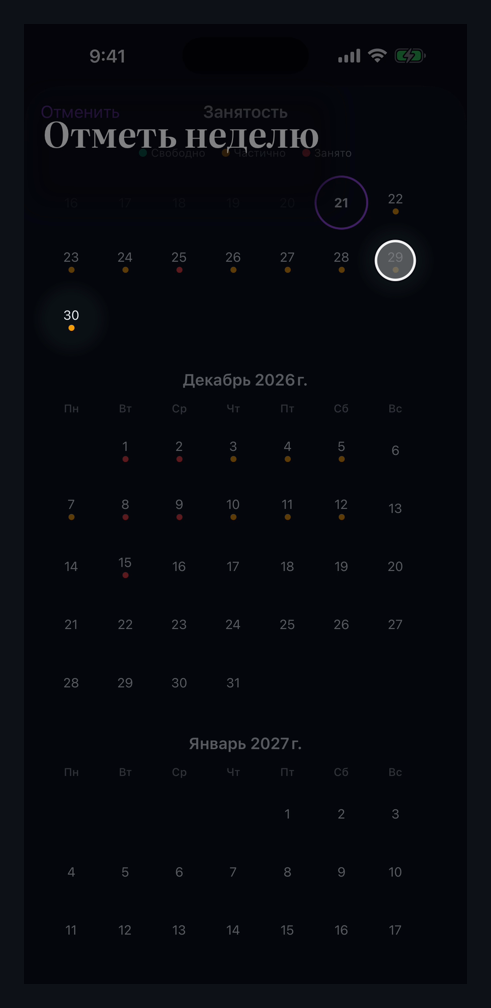 9:41
Отменить Занятость
Отметь неделю
Свободно Частично Занято
16 17 18 19 20 21 22
23 24 25 26 27 28 29
30
Декабрь 2026 г.
Пн Вт Ср Чт Пт Сб Вс
1 2 3 4 5 6
7 8 9 10 11 12 13
14 15 16 17 18 19 20
21 22 23 24 25 26 27
28 29 30 31
Январь 2027 г.
Пн Вт Ср Чт Пт Сб Вс
1 2 3
4 5 6 7 8 9 10
11 12 13 14 15 16 17